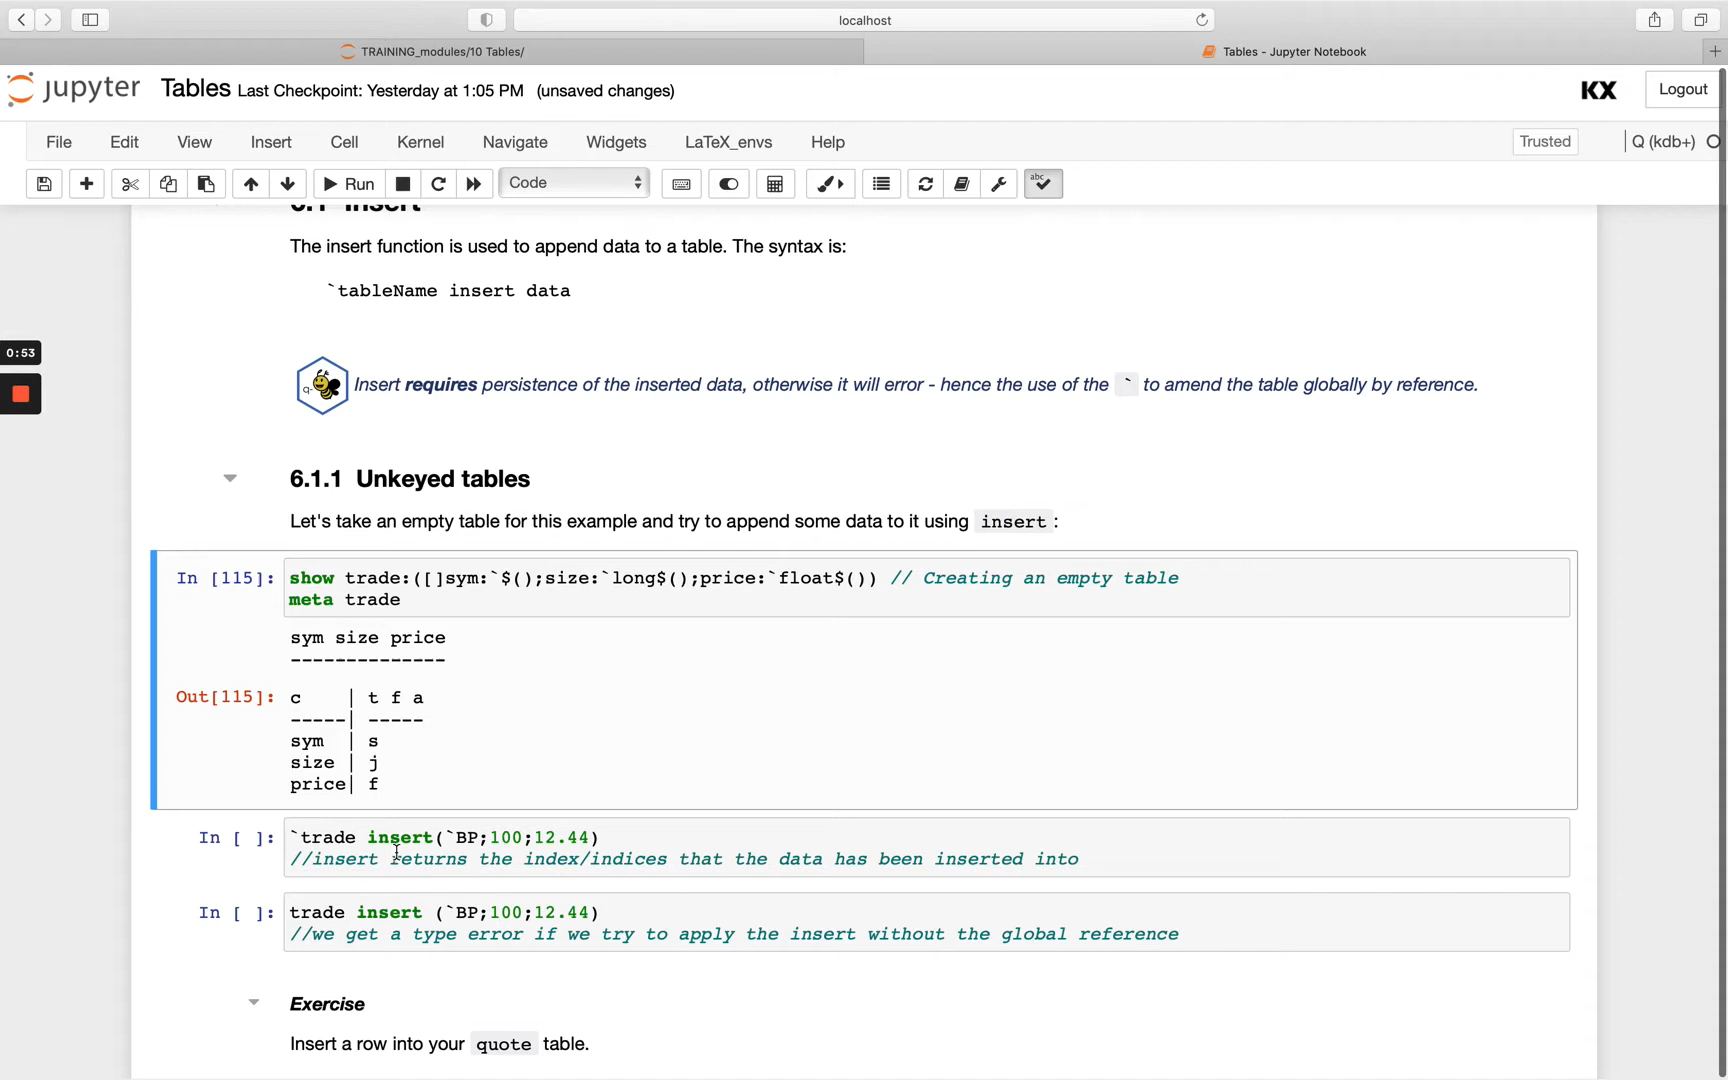 localhost
TRAINING_modules/10 Tables/
Tables - Jupyter Notebook
jupyter Tables Last Checkpoint: Yesterday at 1:05 PM (unsaved changes)
KX
Logout
File Edit View Insert Cell Kernel Navigate Widgets LaTeX_envs Help
Trusted
Q (kdb+)
Run
Code
abc
6.1 Insert
The insert function is used to append data to a table. The syntax is:
`tableName insert data
0:53
q- Insert requires persistence of the inserted data, otherwise it will error - hence the use of the ` to amend the table globally by reference.
6.1.1 Unkeyed tables
Let's take an empty table for this example and try to append some data to it using insert:
In [115]: show trade:([]sym:`$();size:`long$();price:`float$()) // Creating an empty table
meta trade
sym size price
--------------
Out[115]: c | t f a
-----| -----
sym | s
size | j
price| f
In [ ]: `trade insert(`BP;100;12.44)
//insert returns the index/indices that the data has been inserted into
In [ ]: trade insert (`BP;100;12.44)
//we get a type error if we try to apply the insert without the global reference
Exercise
Insert a row into your quote table.